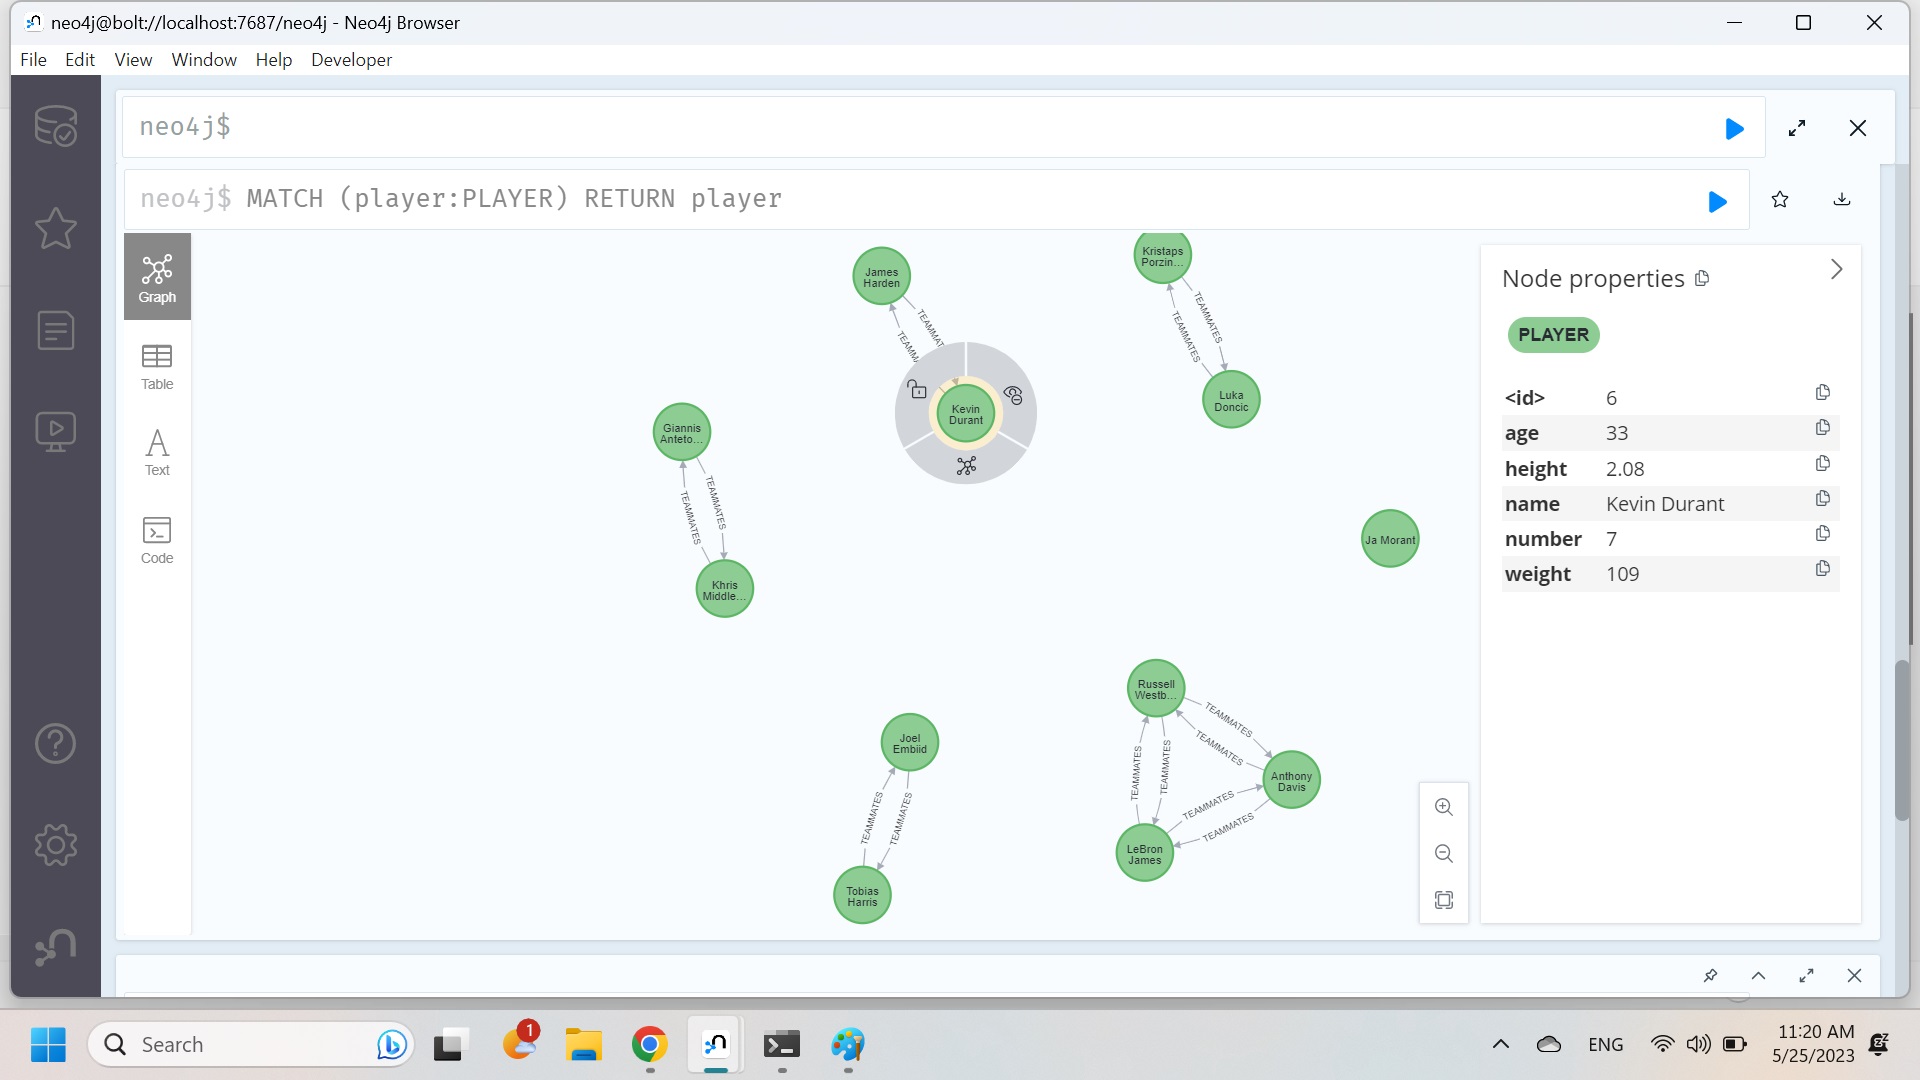 neo4j@bolt://localhost:7687/neo4j - Neo4j Browser
File Edit View Window Help Developer
neo4j$
neo4j$ MATCH (player:PLAYER) RETURN player
Graph
Table
Text
Code
James
Harden
TEAMMAT
TEAMM
Kevin
Durant
Kristaps
Porzin...
TEAMMATES
TEAMMATES
Luka
Doncic
Giannis
Anteto...
TEAMMATES
TEAMMATES
Khris
Middle...
Ja Morant
Joel
Embiid
TEAMMATES
TEAMMATES
Tobias
Harris
Russell
Westb...
TEAMMATES
TEAMMATES
TEAMMATES
TEAMMATES
Anthony
Davis
TEAMMATES
TEAMMATES
LeBron
James
Node properties
PLAYER
<id> 6
age 33
height 2.08
name Kevin Durant
number 7
weight 109
Search
1
ENG
11:20 AM
5/25/2023